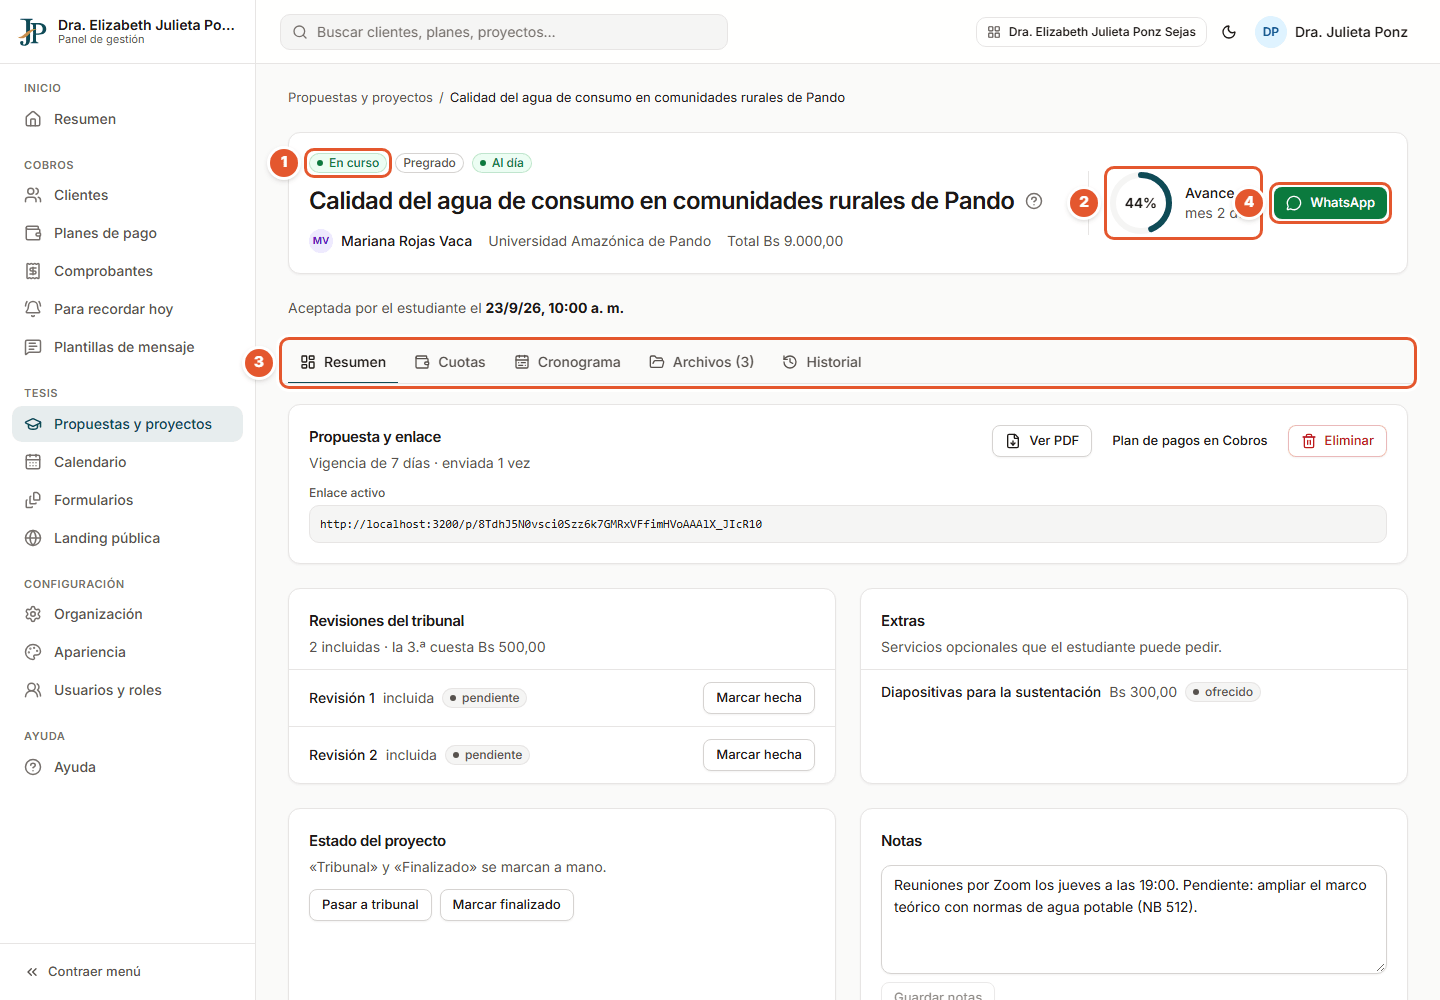 JP
Dra. Elizabeth Julieta Po...
Panel de gestión
Buscar clientes, planes, proyectos...
Dra. Elizabeth Julieta Ponz Sejas
DP
Dra. Julieta Ponz
INICIO
Resumen
COBROS
Clientes
Planes de pago
Comprobantes
Para recordar hoy
Plantillas de mensaje
TESIS
Propuestas y proyectos
Calendario
Formularios
Landing pública
CONFIGURACIÓN
Organización
Apariencia
Usuarios y roles
AYUDA
Ayuda
Contraer menú
Propuestas y proyectos / Calidad del agua de consumo en comunidades rurales de Pando
1
En curso
Pregrado
Al día
Calidad del agua de consumo en comunidades rurales de Pando
MV
Mariana Rojas Vaca
Universidad Amazónica de Pando
Total Bs 9.000,00
2
44%
Avance
mes 2
4
WhatsApp
Aceptada por el estudiante el 23/9/26, 10:00 a. m.
3
Resumen
Cuotas
Cronograma
Archivos (3)
Historial
Propuesta y enlace
Vigencia de 7 días · enviada 1 vez
Ver PDF
Plan de pagos en Cobros
Eliminar
Enlace activo
http://localhost:3200/p/8TdhJ5N0vsci0Szz6k7GMRxVFfimHVoAAAlX_JIcR10
Revisiones del tribunal
2 incluidas · la 3.ª cuesta Bs 500,00
Revisión 1 incluida pendiente
Marcar hecha
Revisión 2 incluida pendiente
Marcar hecha
Extras
Servicios opcionales que el estudiante puede pedir.
Diapositivas para la sustentación Bs 300,00 ofrecido
Estado del proyecto
«Tribunal» y «Finalizado» se marcan a mano.
Pasar a tribunal
Marcar finalizado
Notas
Reuniones por Zoom los jueves a las 19:00. Pendiente: ampliar el marco
teórico con normas de agua potable (NB 512).
Guardar notas